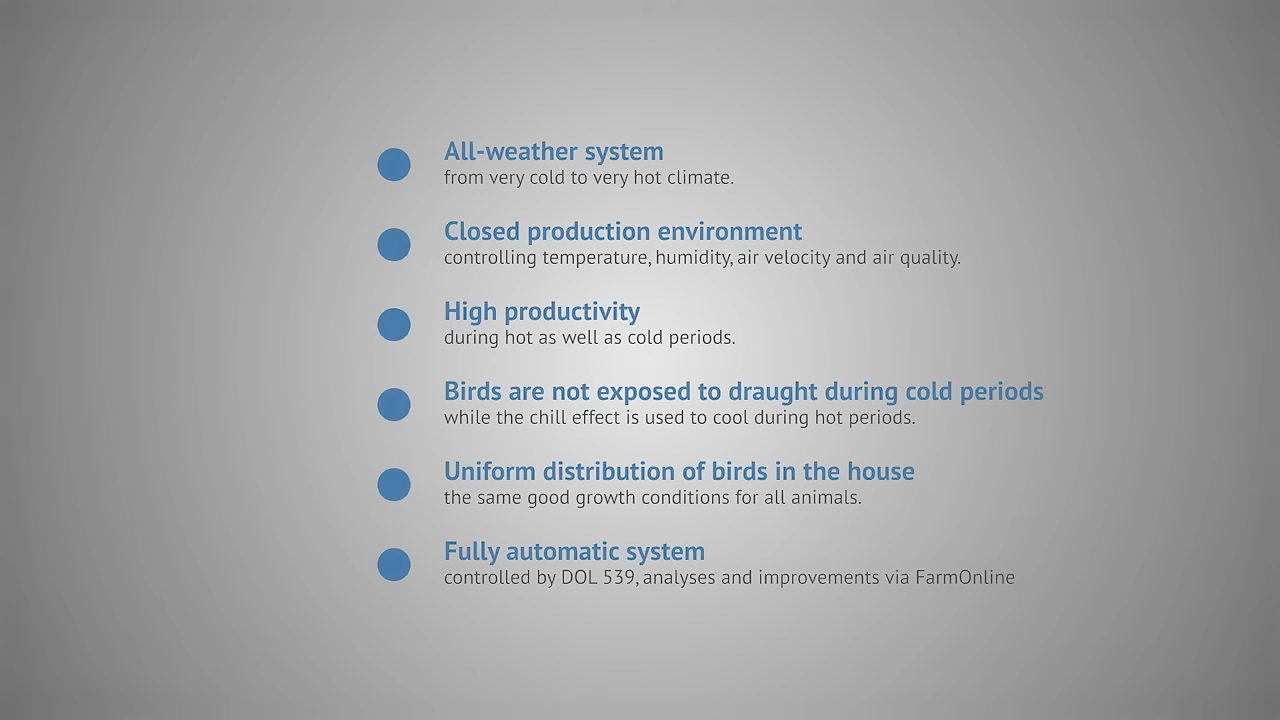 All-weather system
from very cold to very hot climate.
Closed production environment
controlling temperature, humidity, air velocity and air quality.
High productivity
during hot as well as cold periods.
Birds are not exposed to draught during cold periods
while the chill effect is used to cool during hot periods.
Uniform distribution of birds in the house
the same good growth conditions for all animals.
Fully automatic system
controlled by DOL 539, analyses and improvements via FarmOnline